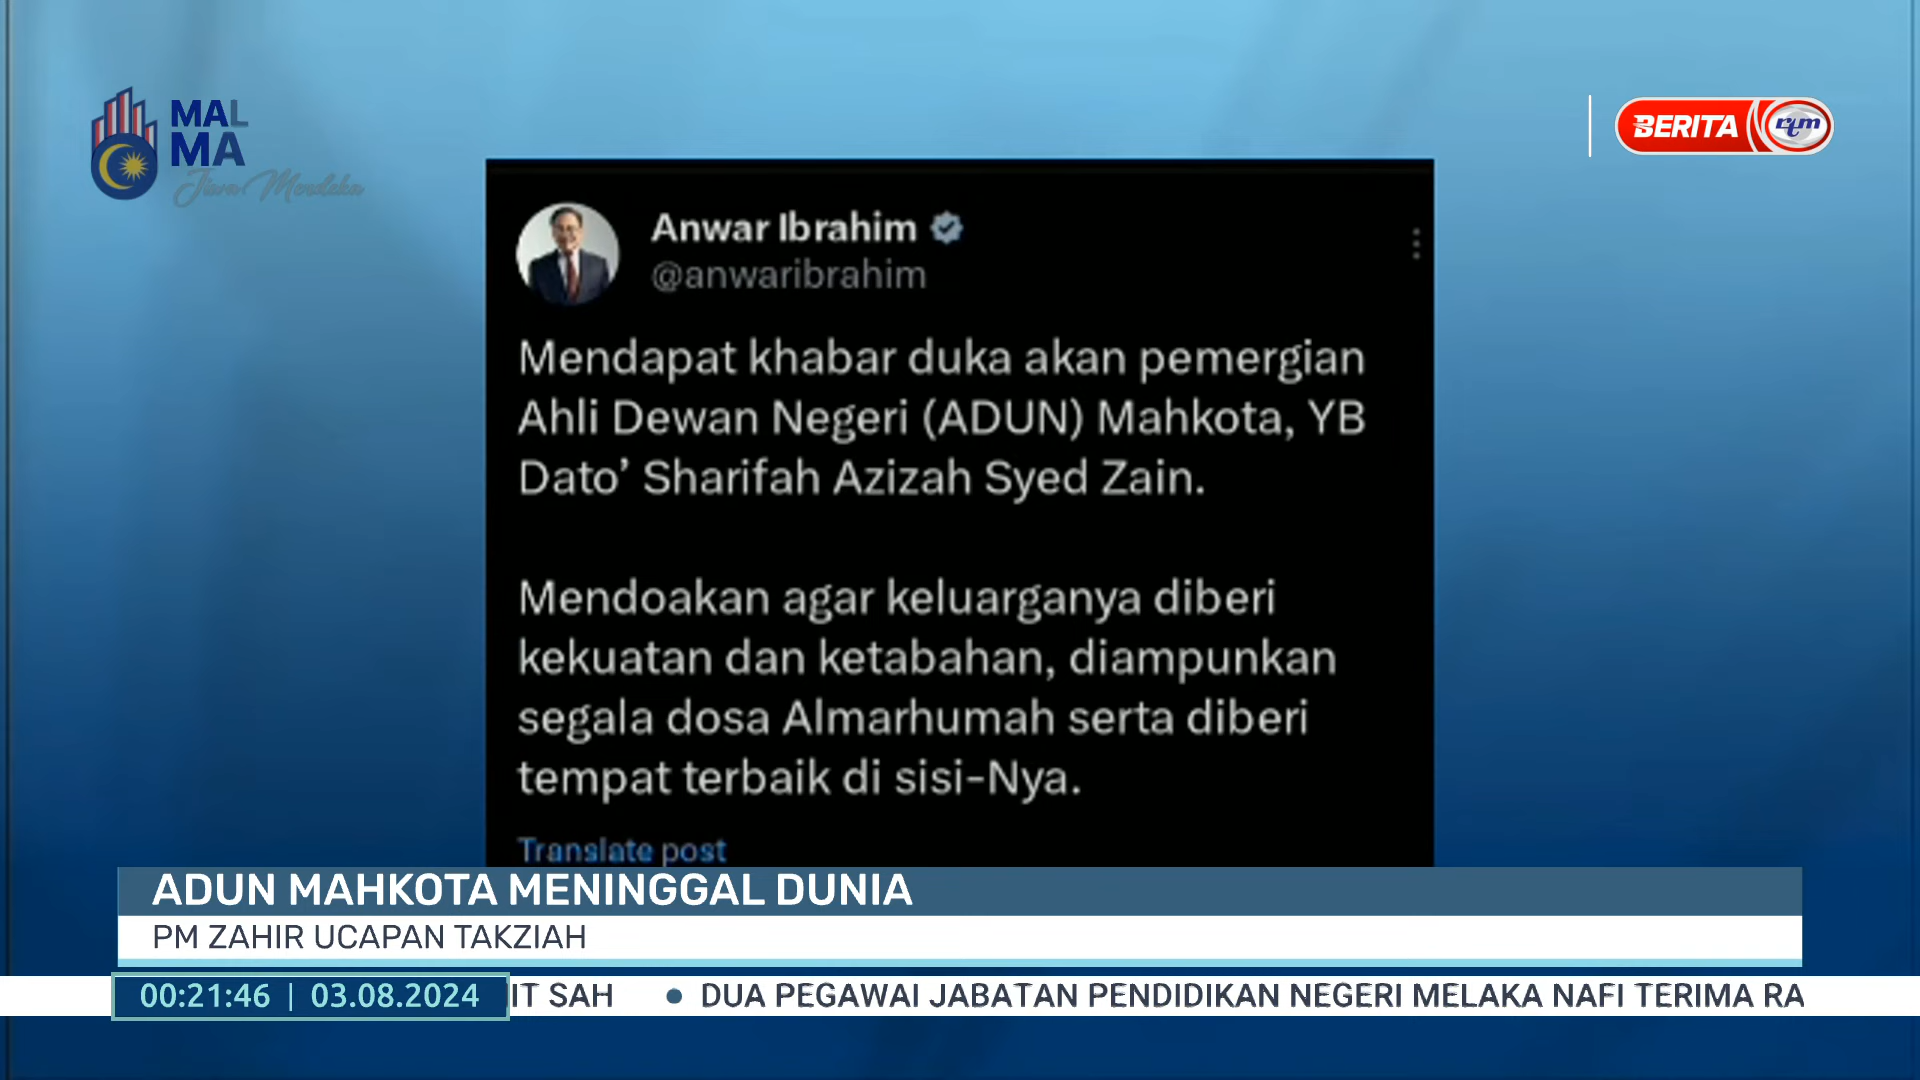 MAL
MA
Jiwa Merdeka
BERITA rtm
Anwar Ibrahim
@anwaribrahim
Mendapat khabar duka akan pemergian
Ahli Dewan Negeri (ADUN) Mahkota, YB
Dato’ Sharifah Azizah Syed Zain.
Mendoakan agar keluarganya diberi
kekuatan dan ketabahan, diampunkan
segala dosa Almarhumah serta diberi
tempat terbaik di sisi-Nya.
Translate post
ADUN MAHKOTA MENINGGAL DUNIA
PM ZAHIR UCAPAN TAKZIAH
00:21:46 | 03.08.2024 IT SAH • DUA PEGAWAI JABATAN PENDIDIKAN NEGERI MELAKA NAFI TERIMA RA